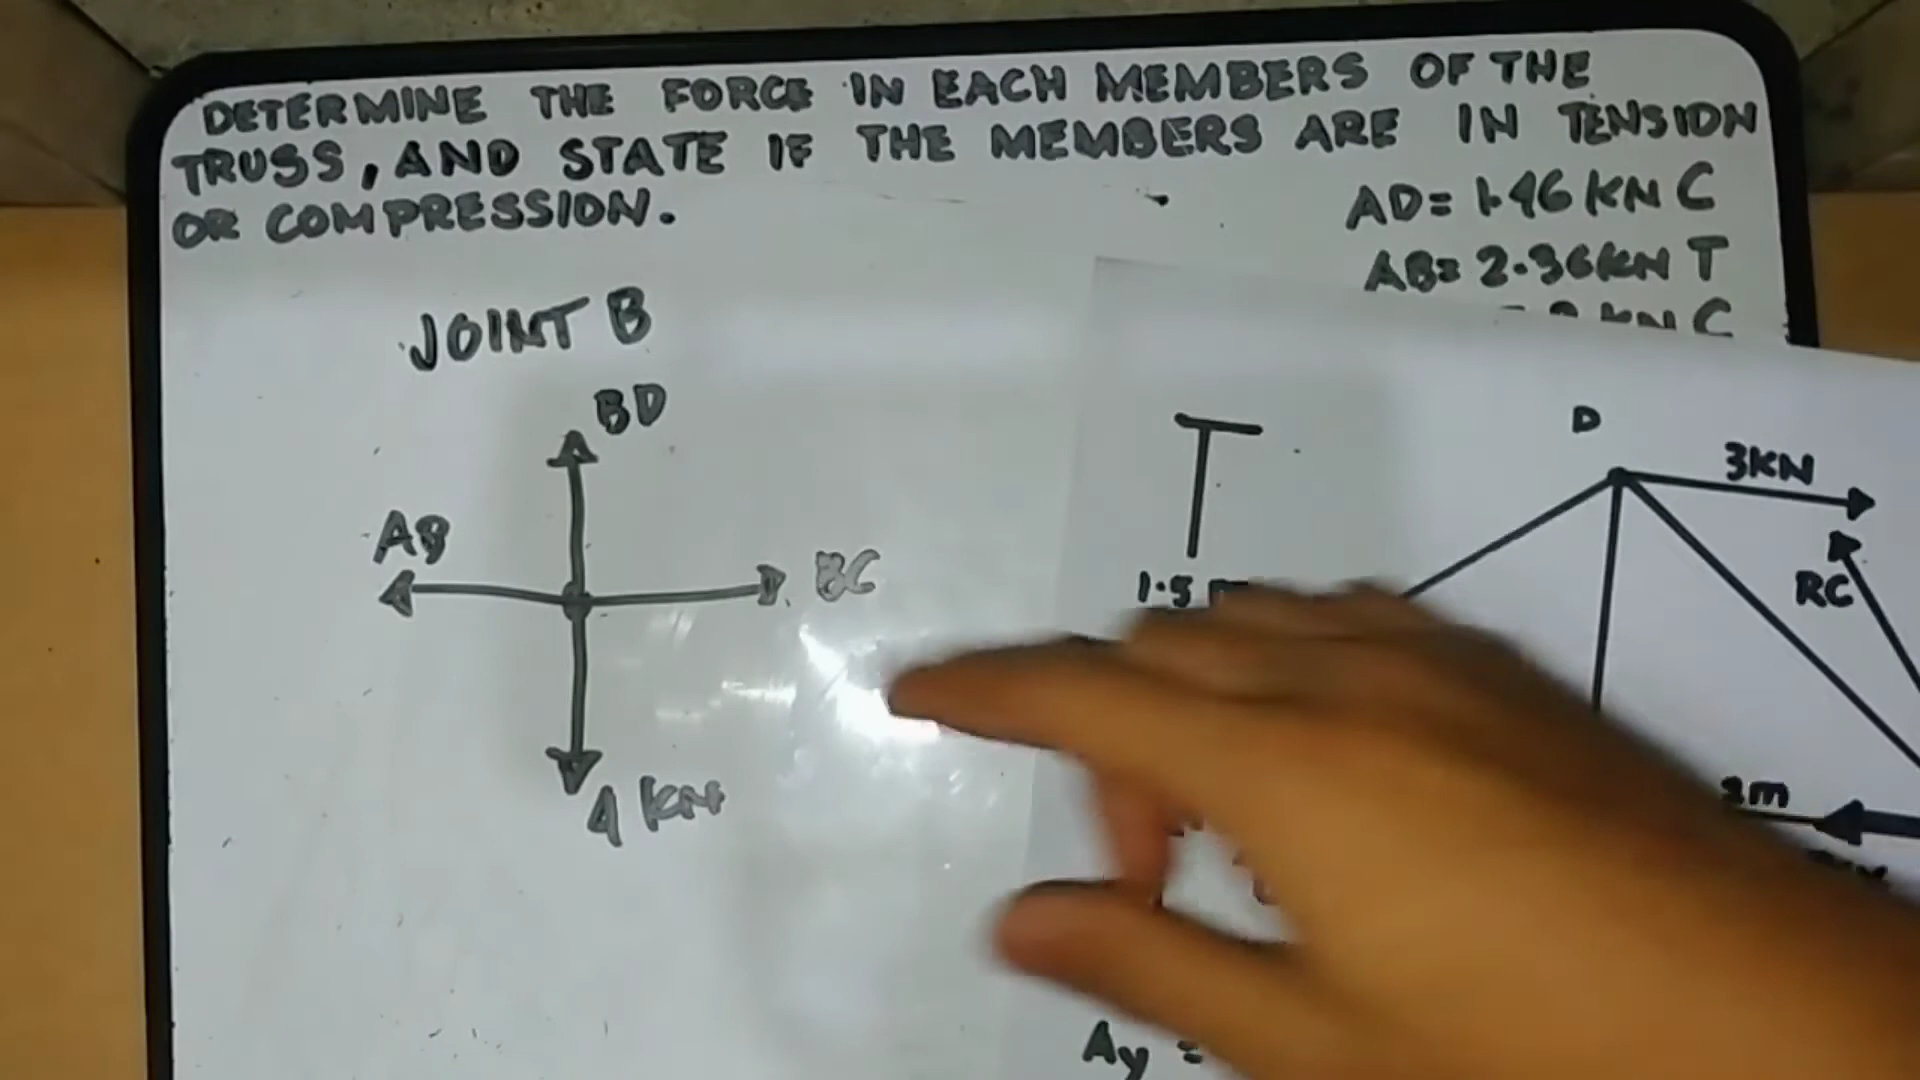 DETERMINE THE FORCE IN EACH MEMBERS OF THE
TRUSS, AND STATE IF THE MEMBERS ARE IN TENSION
OR COMPRESSION.
AD= 1.46 KN C
AB= 2.36 KN T
KN C
JOINT B
BD
AB
BC
4 KN
D
3KN
RC
1.5
2m
Ay =